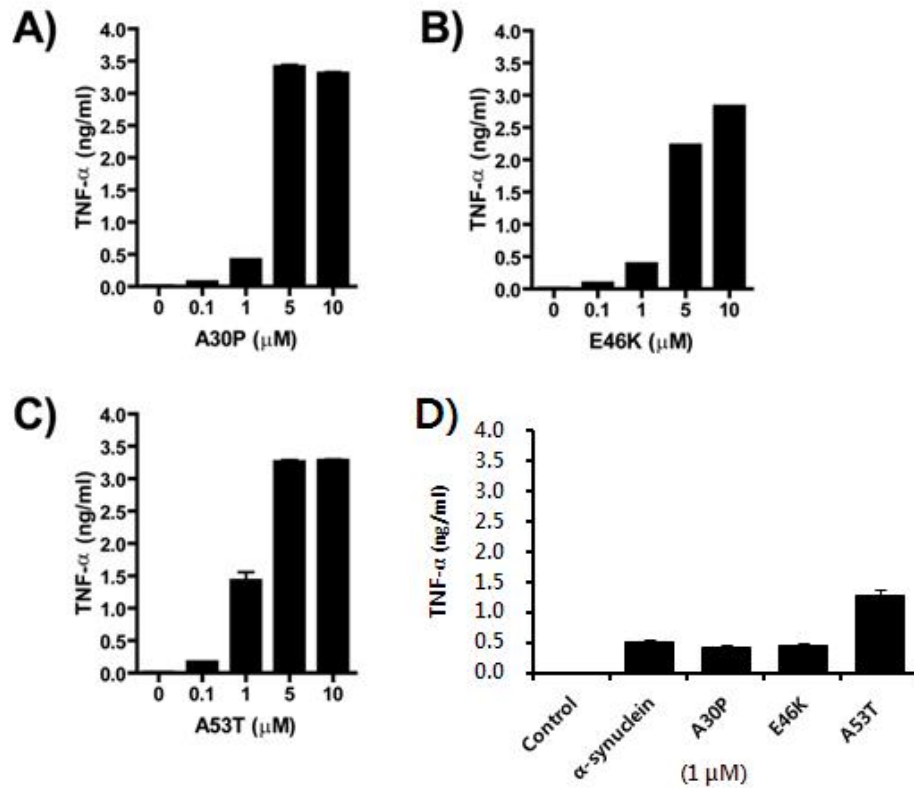 A)
TNF-α (ng/ml)
4.0
3.5
3.0
2.5
2.0
1.5
1.0
0.5
0.0
0 0.1 1 5 10
A30P (μM)
B)
TNF-α (ng/ml)
4.0
3.5
3.0
2.5
2.0
1.5
1.0
0.5
0.0
0 0.1 1 5 10
E46K (μM)
C)
TNF-α (ng/ml)
4.0
3.5
3.0
2.5
2.0
1.5
1.0
0.5
0.0
0 0.1 1 5 10
A53T (μM)
D)
TNF-α (ng/ml)
4.0
3.5
3.0
2.5
2.0
1.5
1.0
0.5
0.0
Control α-synuclein A30P E46K A53T
(1 μM)